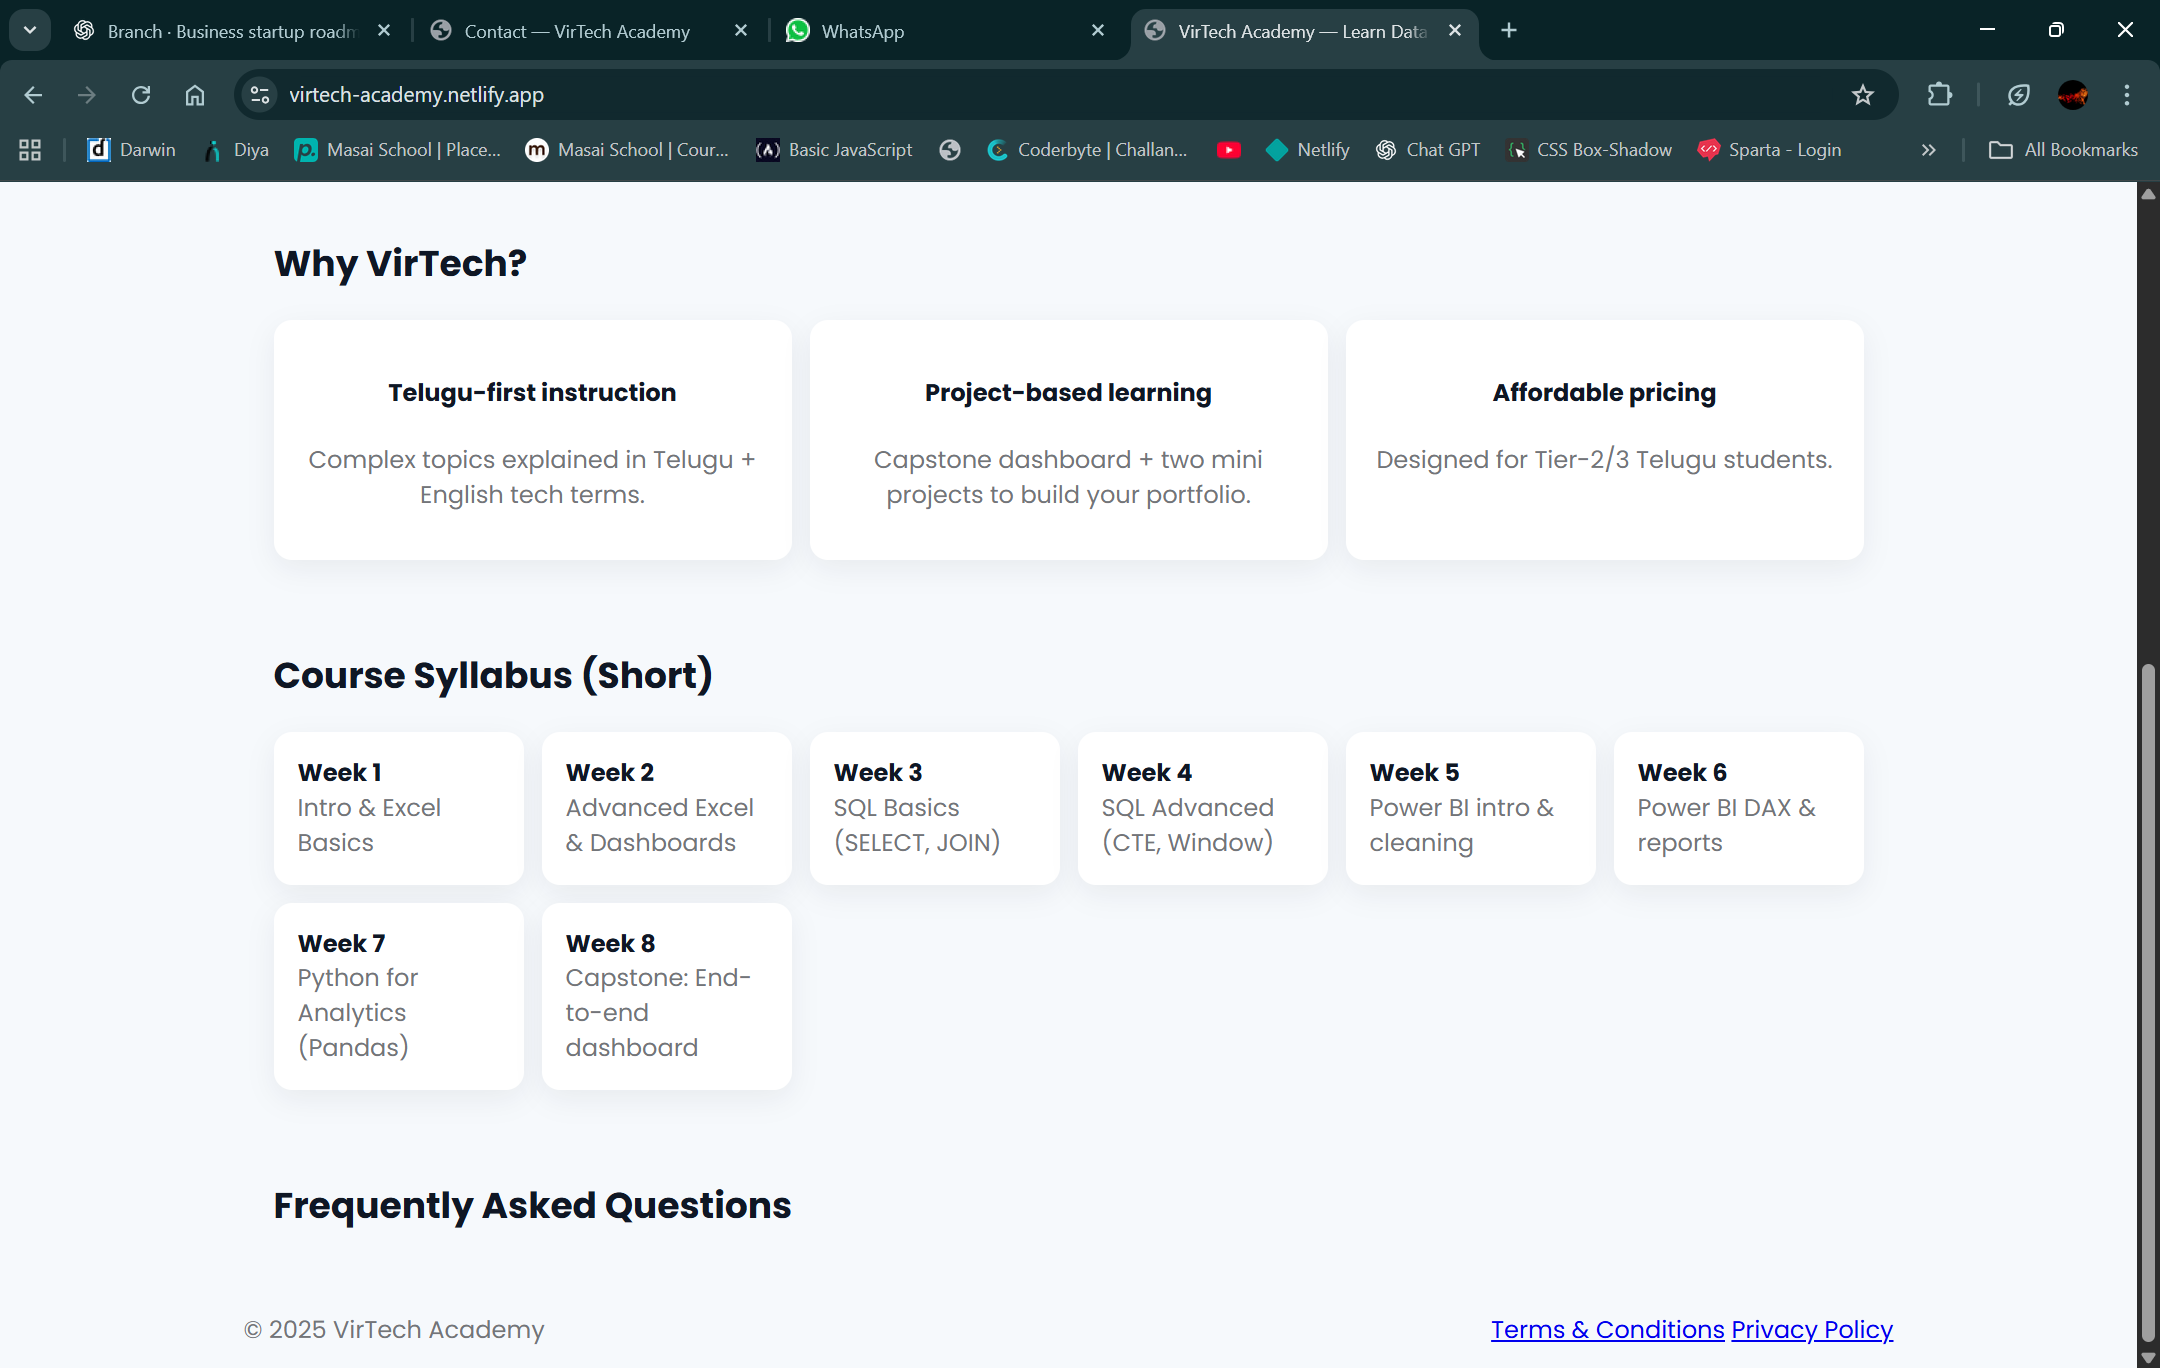 Branch · Business startup roadm
Contact — VirTech Academy
WhatsApp
VirTech Academy — Learn Data
virtech-academy.netlify.app
Darwin
Diya
Masai School | Place...
Masai School | Cour...
Basic JavaScript
Coderbyte | Challan...
Netlify
Chat GPT
CSS Box-Shadow
Sparta - Login
All Bookmarks
Why VirTech?
Telugu-first instruction
Complex topics explained in Telugu +
English tech terms.
Project-based learning
Capstone dashboard + two mini
projects to build your portfolio.
Affordable pricing
Designed for Tier-2/3 Telugu students.
Course Syllabus (Short)
Week 1
Intro & Excel
Basics
Week 2
Advanced Excel
& Dashboards
Week 3
SQL Basics
(SELECT, JOIN)
Week 4
SQL Advanced
(CTE, Window)
Week 5
Power BI intro &
cleaning
Week 6
Power BI DAX &
reports
Week 7
Python for
Analytics
(Pandas)
Week 8
Capstone: End-
to-end
dashboard
Frequently Asked Questions
© 2025 VirTech Academy
Terms & Conditions Privacy Policy